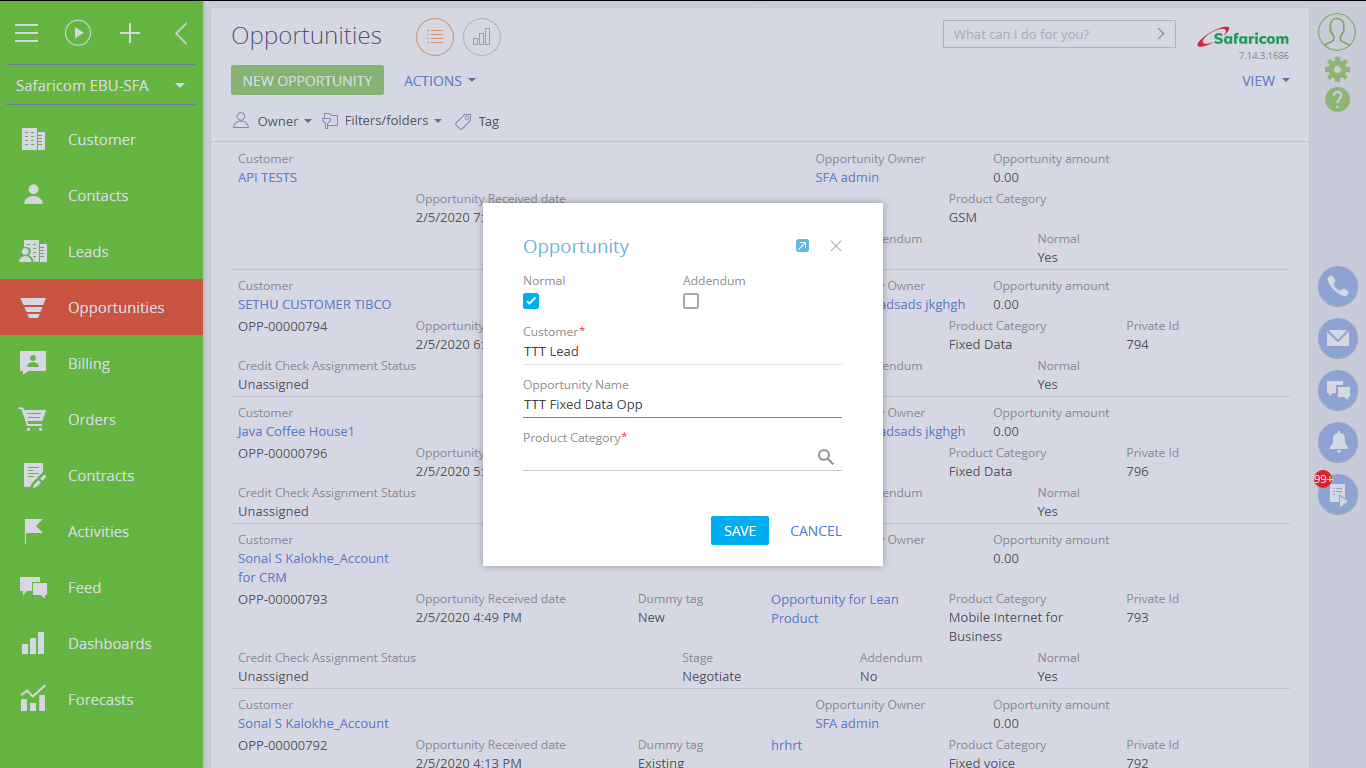 Opportunities
What can I do for you?
Safaricom
7.14.3.1686
Safaricom EBU-SFA
NEW OPPORTUNITY
ACTIONS
VIEW
Owner
Filters/folders
Tag
Customer
Contacts
Leads
Opportunities
Billing
Orders
Contracts
Activities
Feed
Dashboards
Forecasts
Customer Opportunity Owner Opportunity amount
API TESTS SFA admin 0.00
Opportunity Received date Product Category
2/5/2020 7: GSM
endum Normal
Yes
Customer Owner Opportunity amount
SETHU CUSTOMER TIBCO adsads jkghgh 0.00
OPP-00000794 Opportunity Product Category Private Id
2/5/2020 6: Fixed Data 794
Credit Check Assignment Status endum Normal
Unassigned Yes
Customer Owner Opportunity amount
Java Coffee House1 adsads jkghgh 0.00
OPP-00000796 Opportunity Product Category Private Id
2/5/2020 5: Fixed Data 796
Credit Check Assignment Status endum Normal
Unassigned Yes
Customer Owner Opportunity amount
Sonal S Kalokhe_Account 0.00
for CRM
OPP-00000793 Opportunity Received date Dummy tag Opportunity for Lean Product Category Private Id
2/5/2020 4:49 PM New Product Mobile Internet for 793
Business
Credit Check Assignment Status Stage Addendum Normal
Unassigned Negotiate No Yes
Customer Opportunity Owner Opportunity amount
Sonal S Kalokhe_Account SFA admin 0.00
OPP-00000792 Opportunity Received date Dummy tag hrhrt Product Category Private Id
2/5/2020 4:13 PM Existing Fixed voice 792
Opportunity
Normal Addendum
Customer*
TTT Lead
Opportunity Name
TTT Fixed Data Opp
Product Category*
SAVE CANCEL
99+